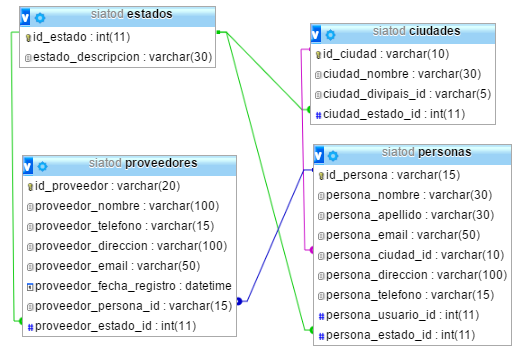 siatod estados
id_estado : int(11)
estado_descripcion : varchar(30)
siatod ciudades
id_ciudad : varchar(10)
ciudad_nombre : varchar(30)
ciudad_divipais_id : varchar(5)
ciudad_estado_id : int(11)
siatod proveedores
id_proveedor : varchar(20)
proveedor_nombre : varchar(100)
proveedor_telefono : varchar(15)
proveedor_direccion : varchar(100)
proveedor_email : varchar(50)
proveedor_fecha_registro : datetime
proveedor_persona_id : varchar(15)
proveedor_estado_id : int(11)
siatod personas
id_persona : varchar(15)
persona_nombre : varchar(30)
persona_apellido : varchar(30)
persona_email : varchar(50)
persona_ciudad_id : varchar(10)
persona_direccion : varchar(100)
persona_telefono : varchar(15)
persona_usuario_id : int(11)
persona_estado_id : int(11)